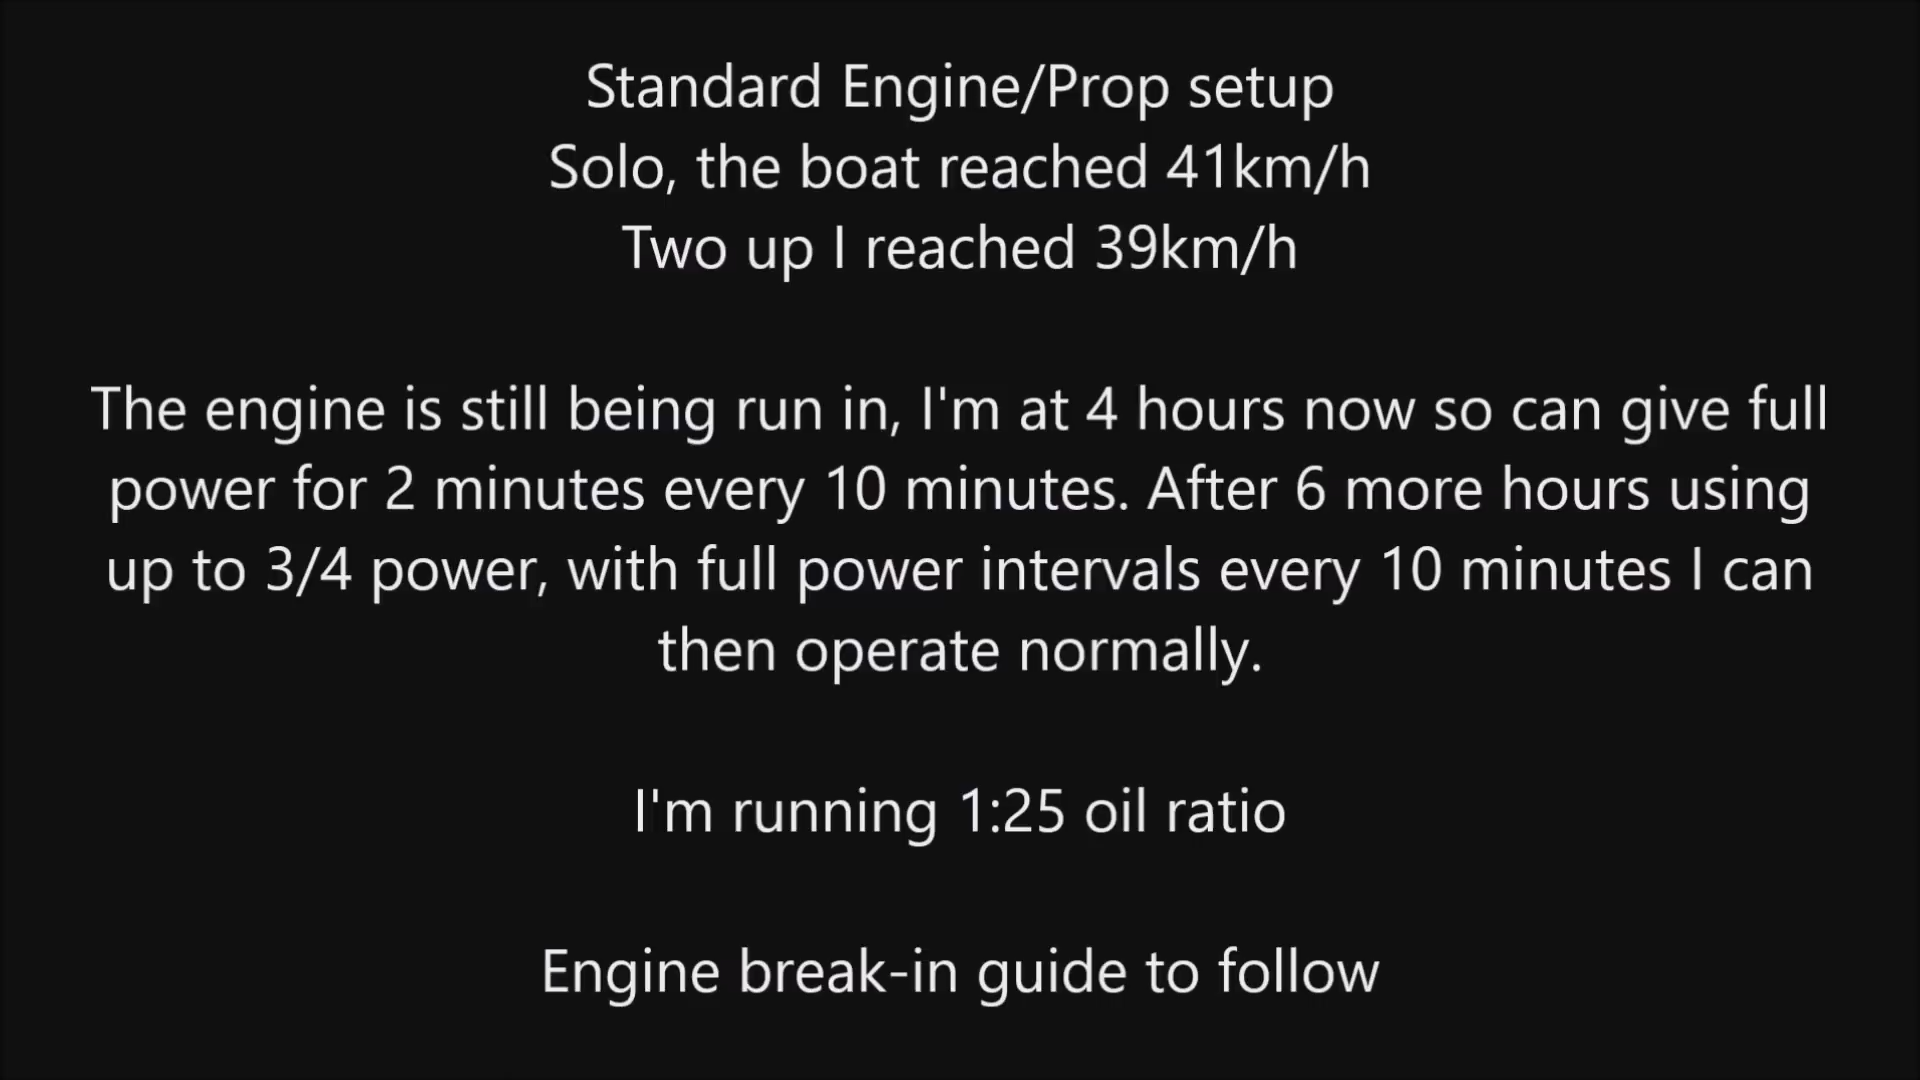 Standard Engine/Prop setup
Solo, the boat reached 41km/h
Two up I reached 39km/h
The engine is still being run in, I'm at 4 hours now so can give full
power for 2 minutes every 10 minutes. After 6 more hours using
up to 3/4 power, with full power intervals every 10 minutes I can
then operate normally.
I'm running 1:25 oil ratio
Engine break-in guide to follow